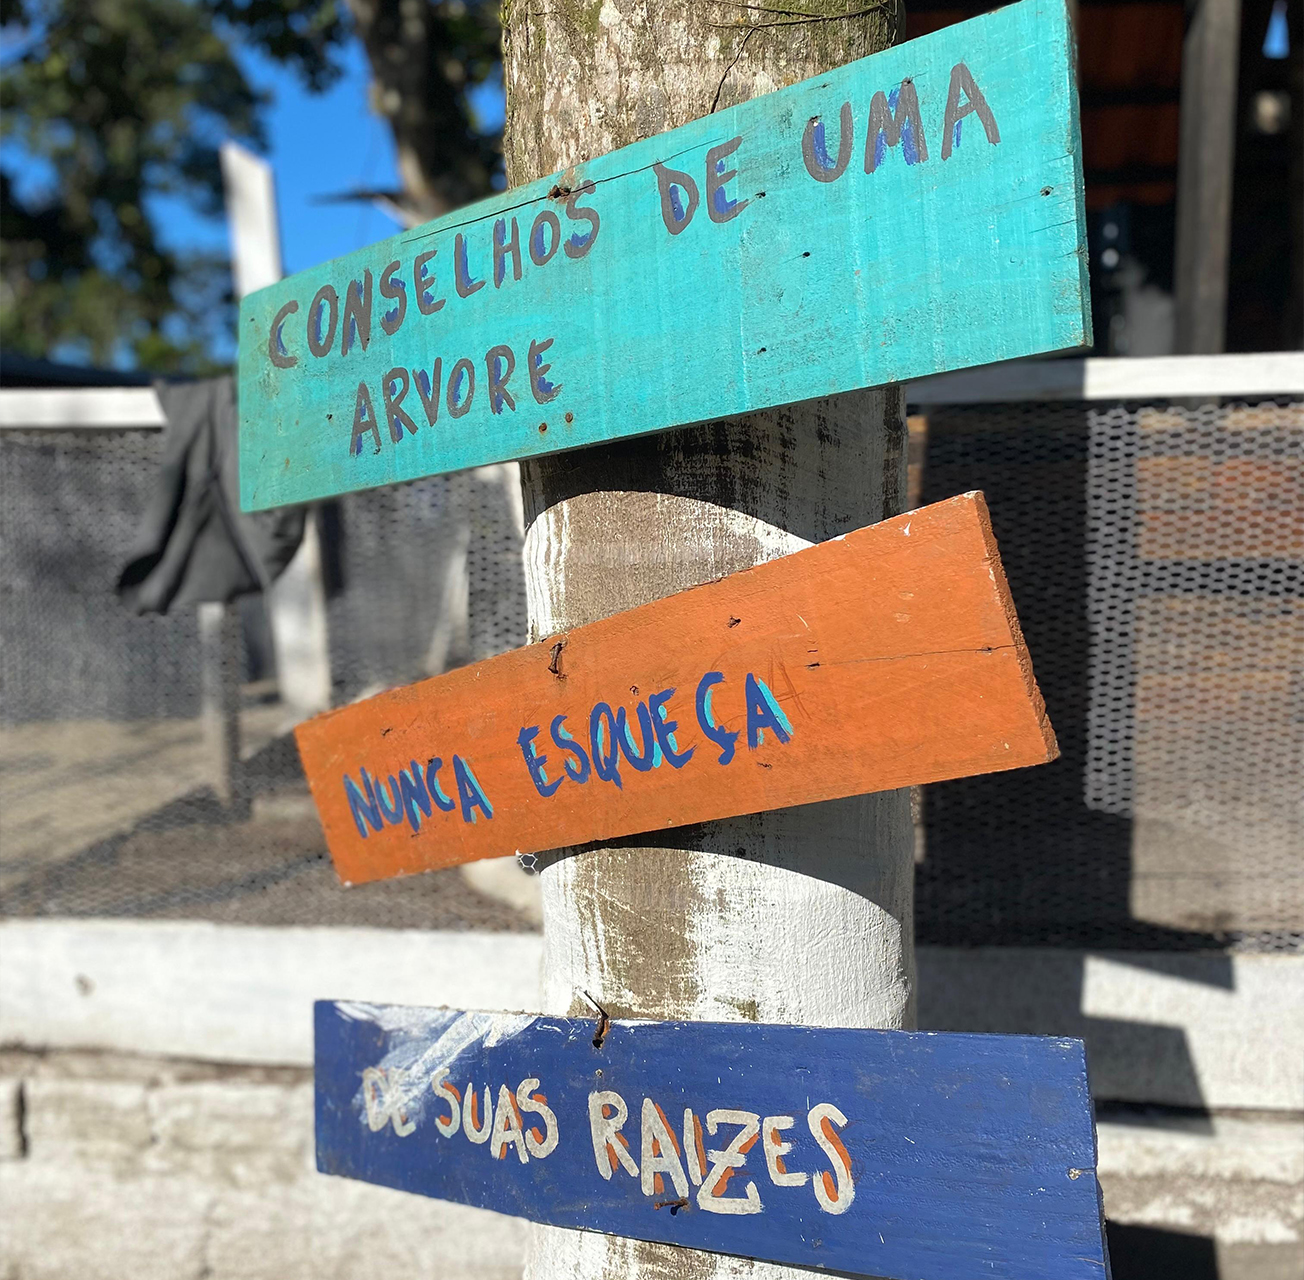 CONSELHOS DE UMA
ARVORE
NUNCA ESQUEÇA
DE SUAS RAIZES